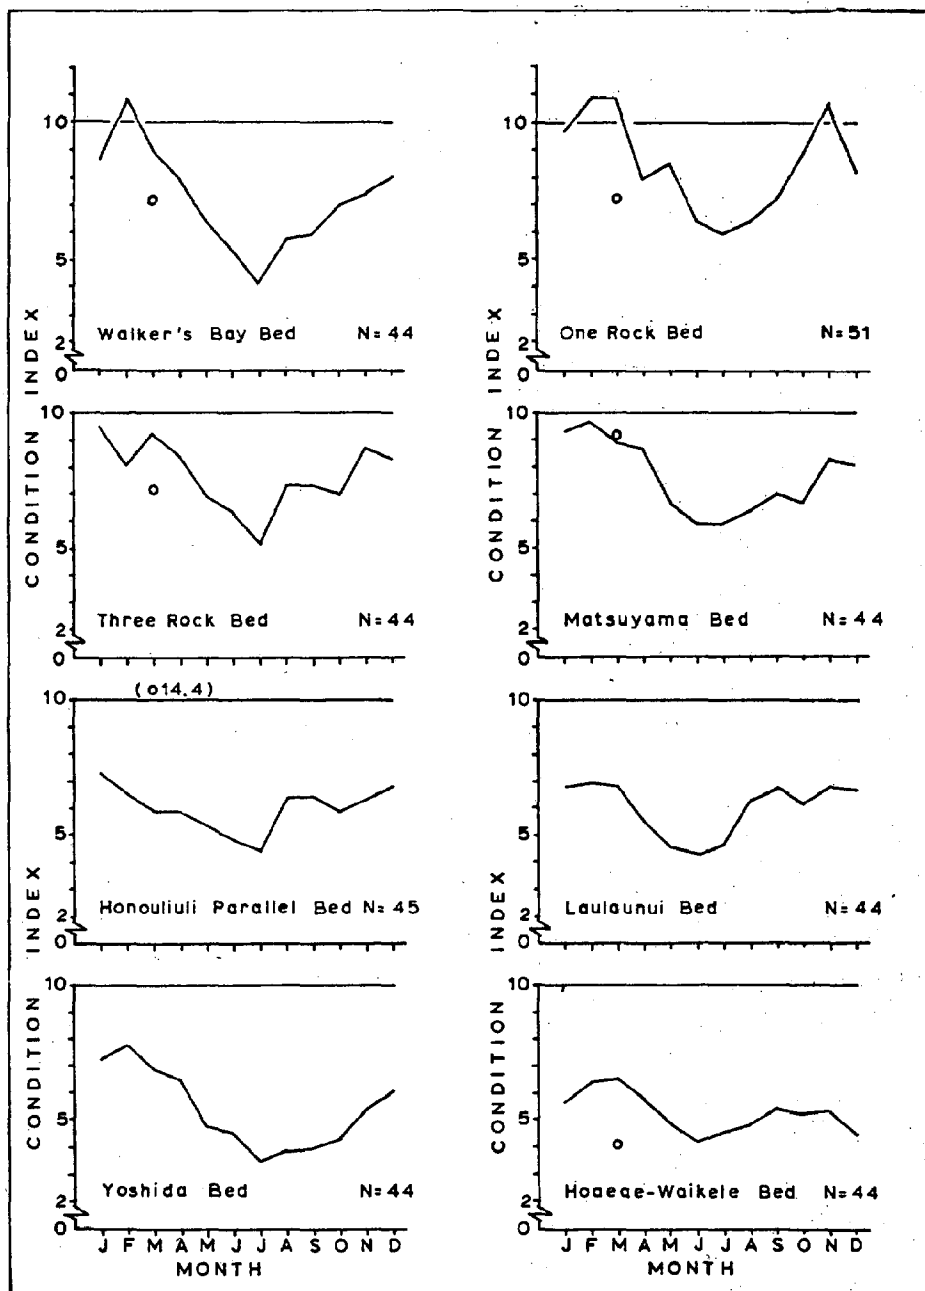 10
5
2
0
Walker's Bay Bed N=44
10
5
2
0
One Rock Bed N=51
CONDITION INDEX
10
5
2
0
Three Rock Bed N=44
CONDITION INDEX
10
5
2
0
Matsuyama Bed N=44
(o14.4)
10
5
2
0
Honouliuli Parallel Bed N=45
10
5
2
0
Laulaunui Bed N=44
CONDITION INDEX
10
5
2
0
Yoshida Bed N=44
J F M A M J J A S O N D
MONTH
CONDITION INDEX
10
5
2
0
Hoaeae-Waikele Bed N=44
J F M A M J J A S O N D
MONTH